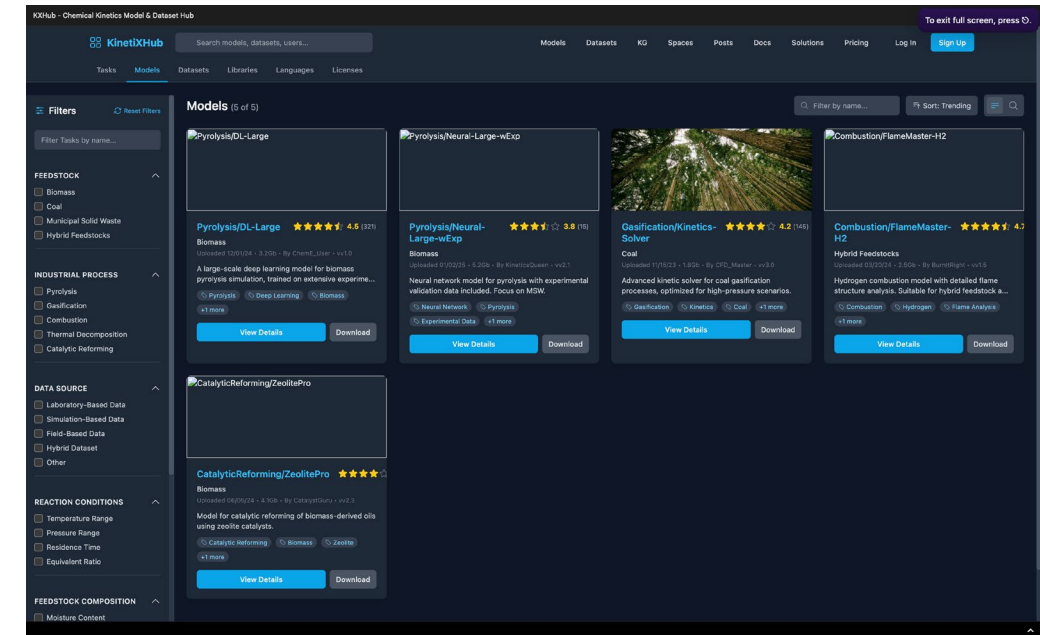 KXHub - Chemical Kinetics Model & Dataset Hub
To exit full screen, press
KinetiXHub
Search models, datasets, users...
Models Datasets KG Spaces Posts Docs Solutions Pricing Log In Sign Up
Tasks Models Datasets Libraries Languages Licenses
Filters
Reset Filters
Filter Tasks by name...
FEEDSTOCK
Biomass
Coal
Municipal Solid Waste
Hybrid Feedstocks
INDUSTRIAL PROCESS
Pyrolysis
Gasification
Combustion
Thermal Decomposition
Catalytic Reforming
DATA SOURCE
Laboratory-Based Data
Simulation-Based Data
Field-Based Data
Hybrid Dataset
Other
REACTION CONDITIONS
Temperature Range
Pressure Range
Residence Time
Equivalent Ratio
FEEDSTOCK COMPOSITION
Moisture Content
Models (5 of 5)
Filter by name...
Sort: Trending
Pyrolysis/DL-Large
Pyrolysis/DL-Large 4.5 (321)
Biomass
Uploaded 12/01/24 • 3.2Gb • By ChemE_User • vv1.0
A large-scale deep learning model for biomass
pyrolysis simulation, trained on extensive experime...
Pyrolysis Deep Learning Biomass
+1 more
View Details Download
Pyrolysis/Neural-Large-wExp
Pyrolysis/Neural- 3.8 (15)
Large-wExp
Biomass
Uploaded 01/02/25 • 5.2Gb • By KineticsQueen • vv2.1
Neural network model for pyrolysis with experimental
validation data included. Focus on MSW.
Neural Network Pyrolysis
Experimental Data +1 more
View Details Download
Gasification/Kinetics- 4.2 (145)
Solver
Coal
Uploaded 11/15/23 • 1.8Gb • By CFD_Master • vv3.0
Advanced kinetic solver for coal gasification
processes, optimized for high-pressure scenarios.
Gasification Kinetics Coal +1 more
View Details Download
Combustion/FlameMaster-H2
Combustion/FlameMaster- 4.7
H2
Hybrid Feedstocks
Uploaded 03/20/24 • 2.5Gb • By BurnItRight • vv1.5
Hydrogen combustion model with detailed flame
structure analysis. Suitable for hybrid feedstock a...
Combustion Hydrogen Flame Analysis
+1 more
View Details Download
CatalyticReforming/ZeolitePro
CatalyticReforming/ZeolitePro
Biomass
Uploaded 06/05/24 • 4.1Gb • By CatalystGuru • vv2.3
Model for catalytic reforming of biomass-derived oils
using zeolite catalysts.
Catalytic Reforming Biomass Zeolite
+1 more
View Details Download